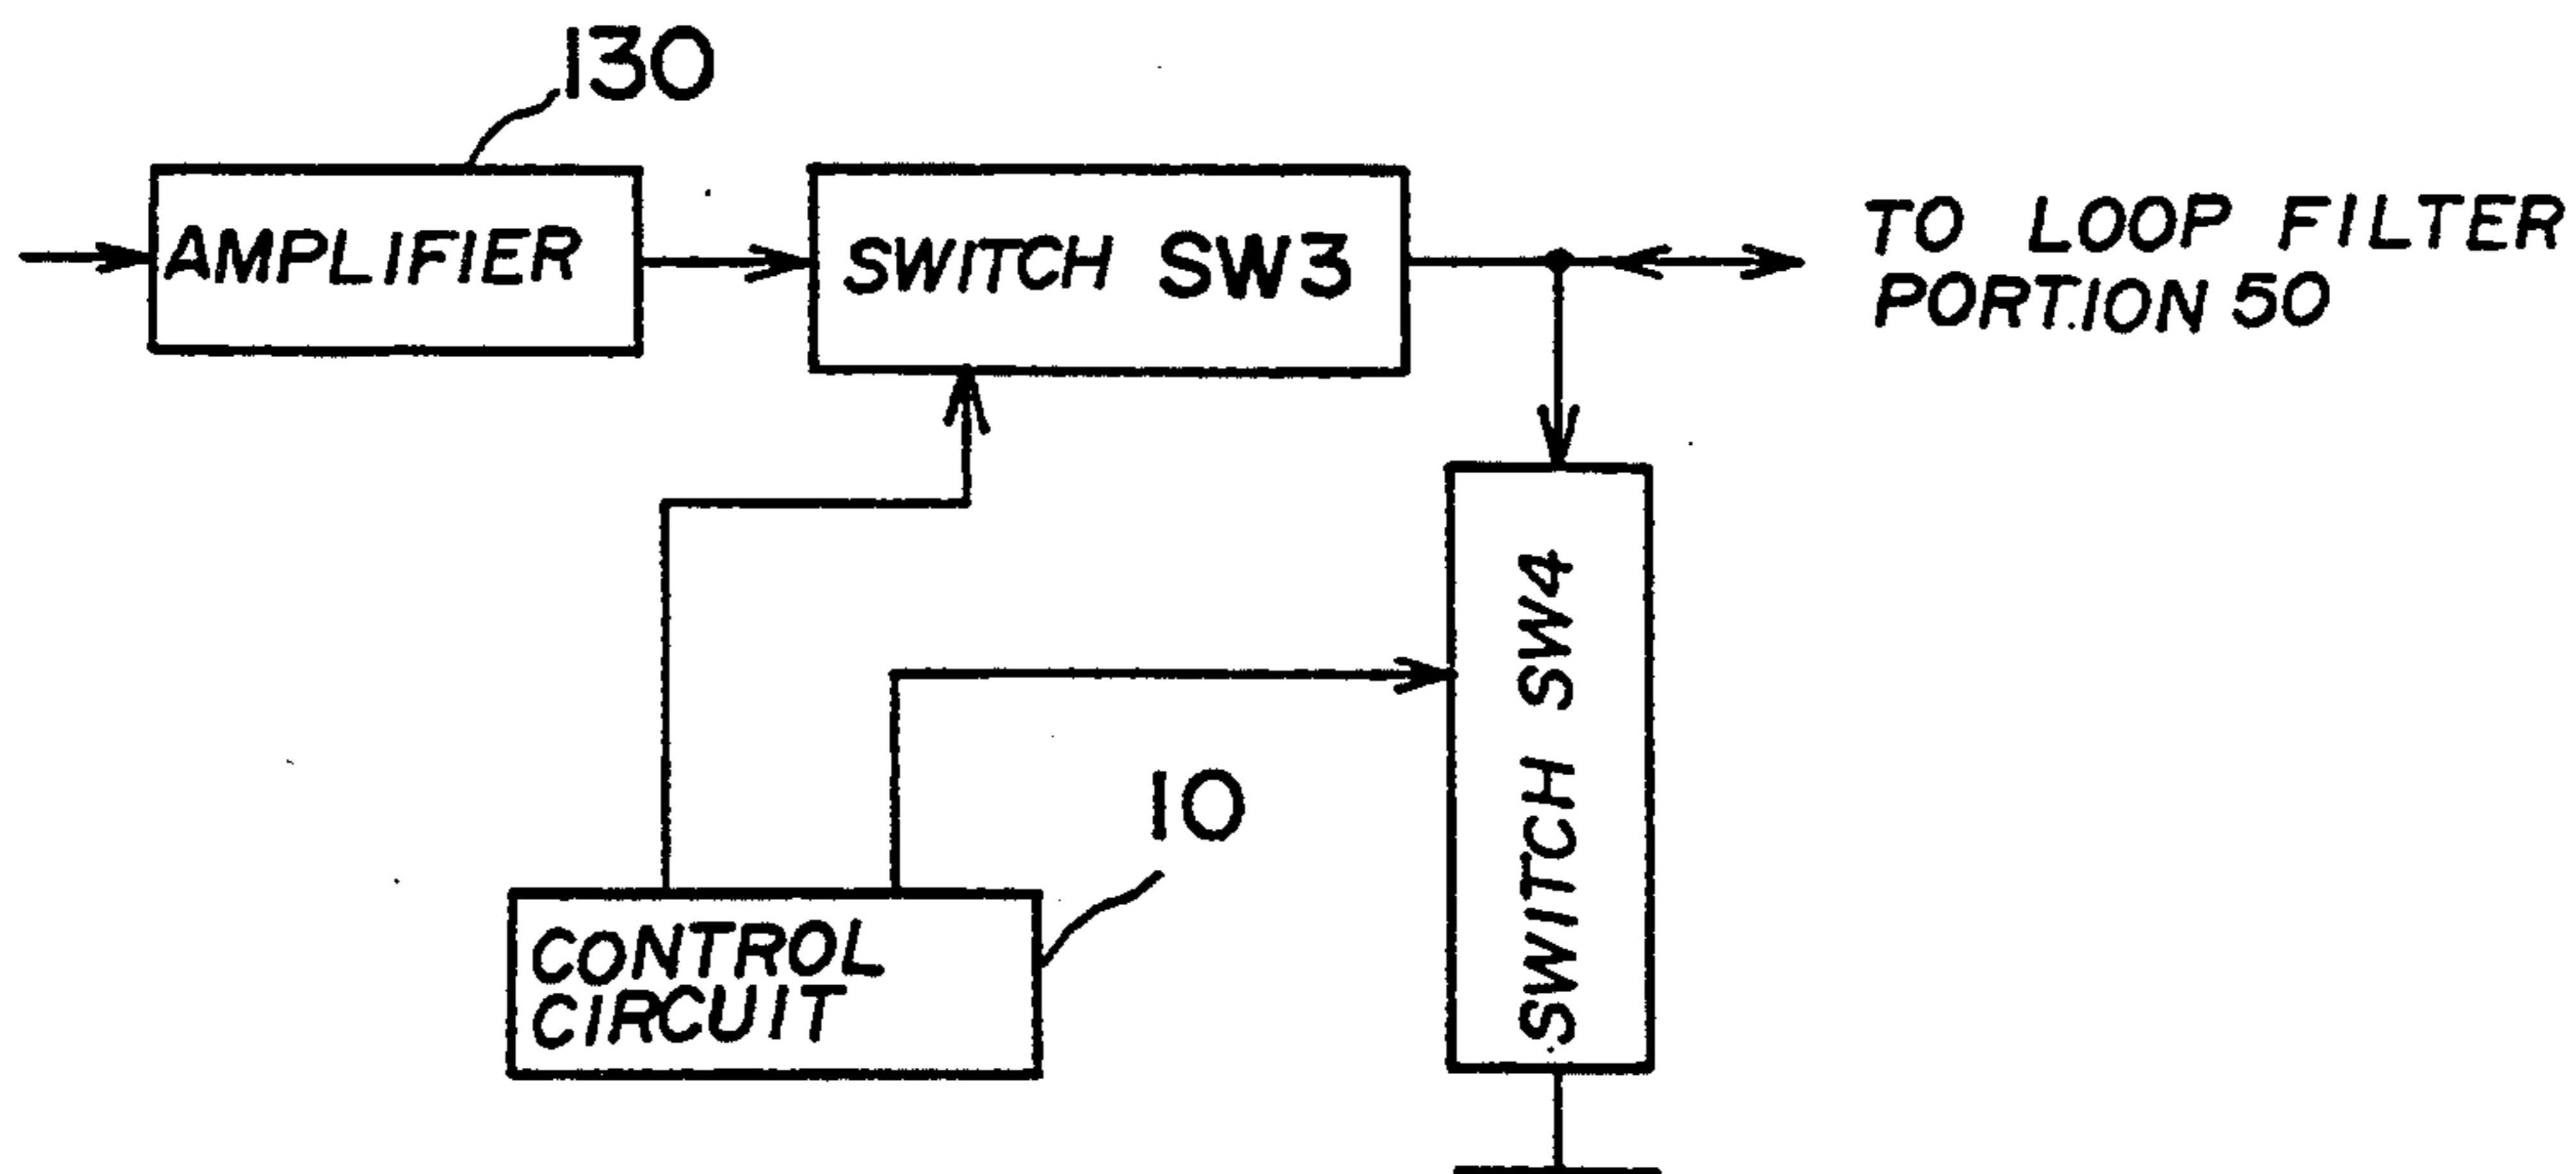 130
AMPLIFIER
SWITCH SW3
TO LOOP FILTER
PORTION 50
SWITCH SW4
10
CONTROL
CIRCUIT